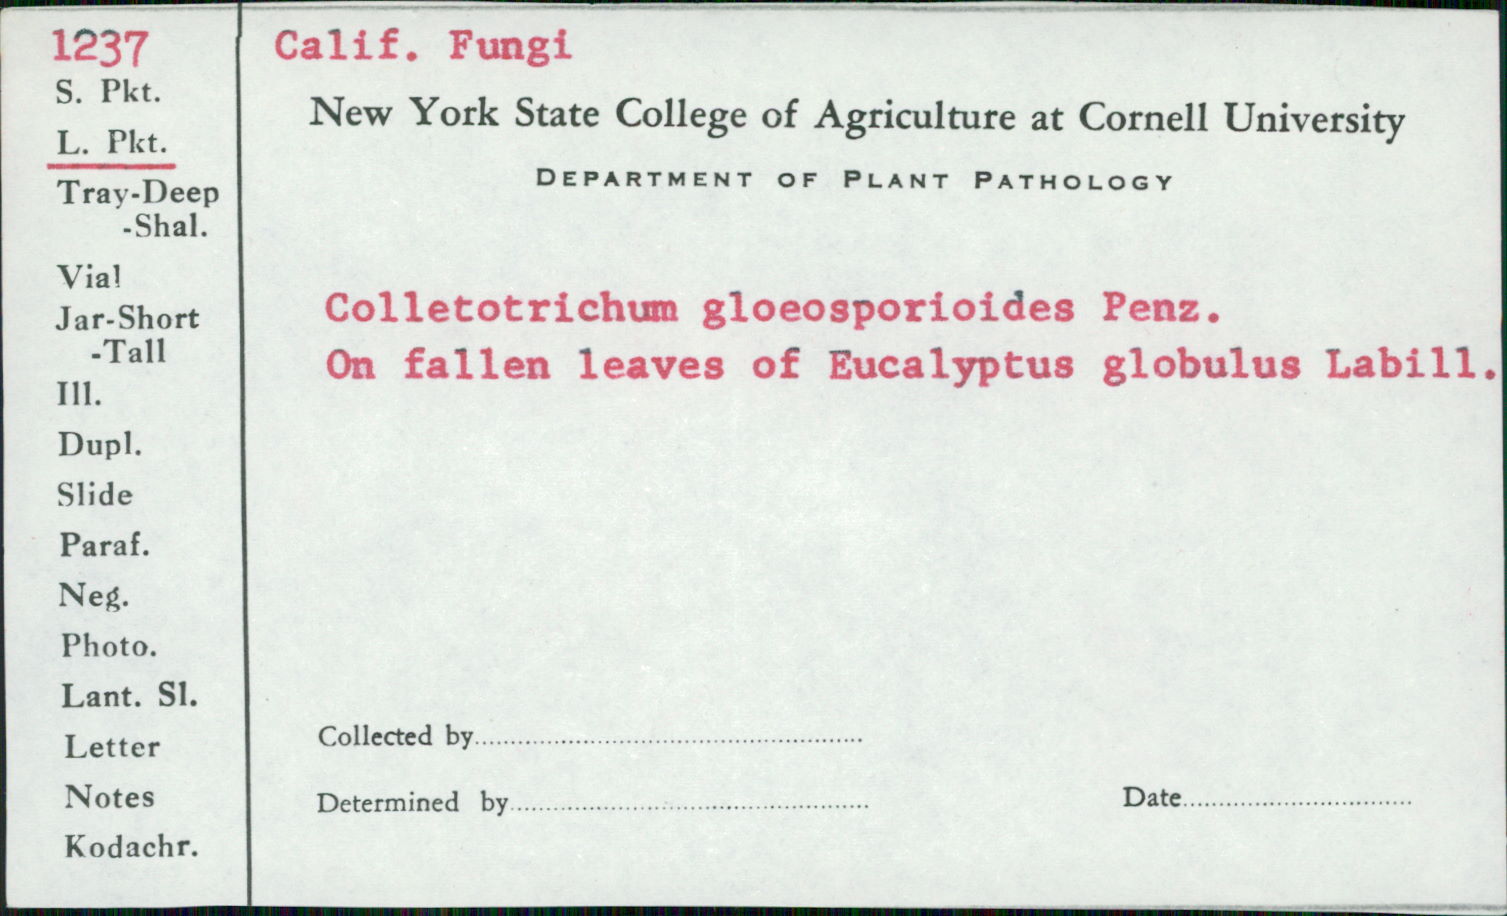 1237
S. Pkt.
L. Pkt.
Tray-Deep
-Shal.
Vial
Jar-Short
-Tall
Ill.
Dupl.
Slide
Paraf.
Neg.
Photo.
Lant. Sl.
Letter
Notes
Kodachr.
Calif. Fungi
New York State College of Agriculture at Cornell University
DEPARTMENT OF PLANT PATHOLOGY
Colletotrichum gloeosporioides Penz.
On fallen leaves of Eucalyptus globulus Labill.
Collected by
Determined by
Date